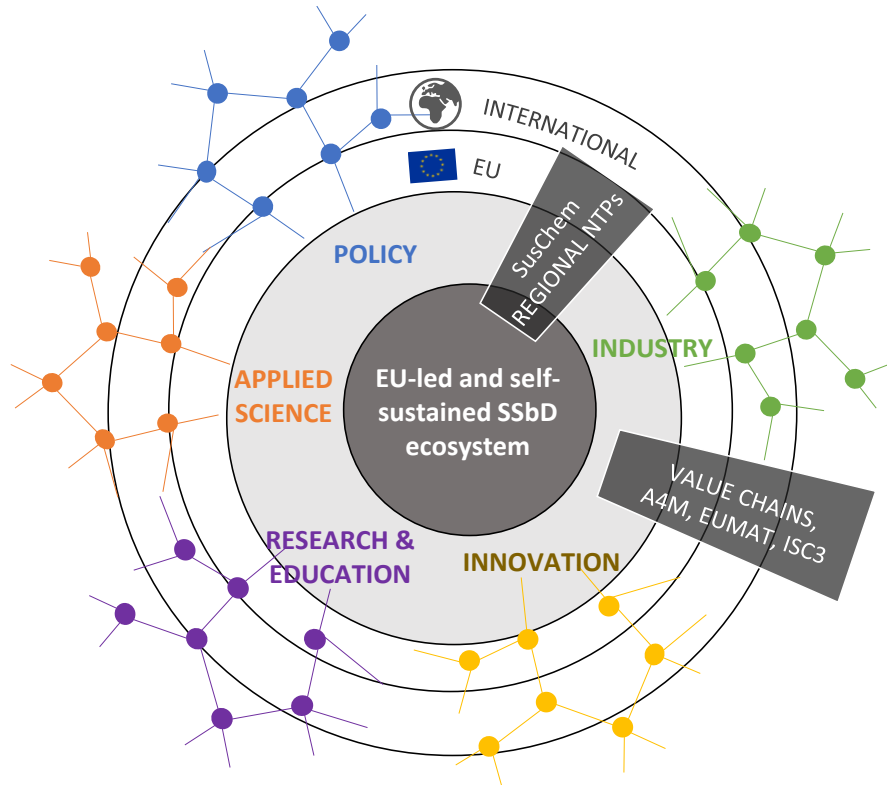 INTERNATIONAL
EU
SusChem
REGIONAL NTPs
POLICY
INDUSTRY
APPLIED
SCIENCE
EU-led and self-
sustained SSbD
ecosystem
VALUE CHAINS,
A4M, EUMAT, ISC3
RESEARCH &
EDUCATION
INNOVATION